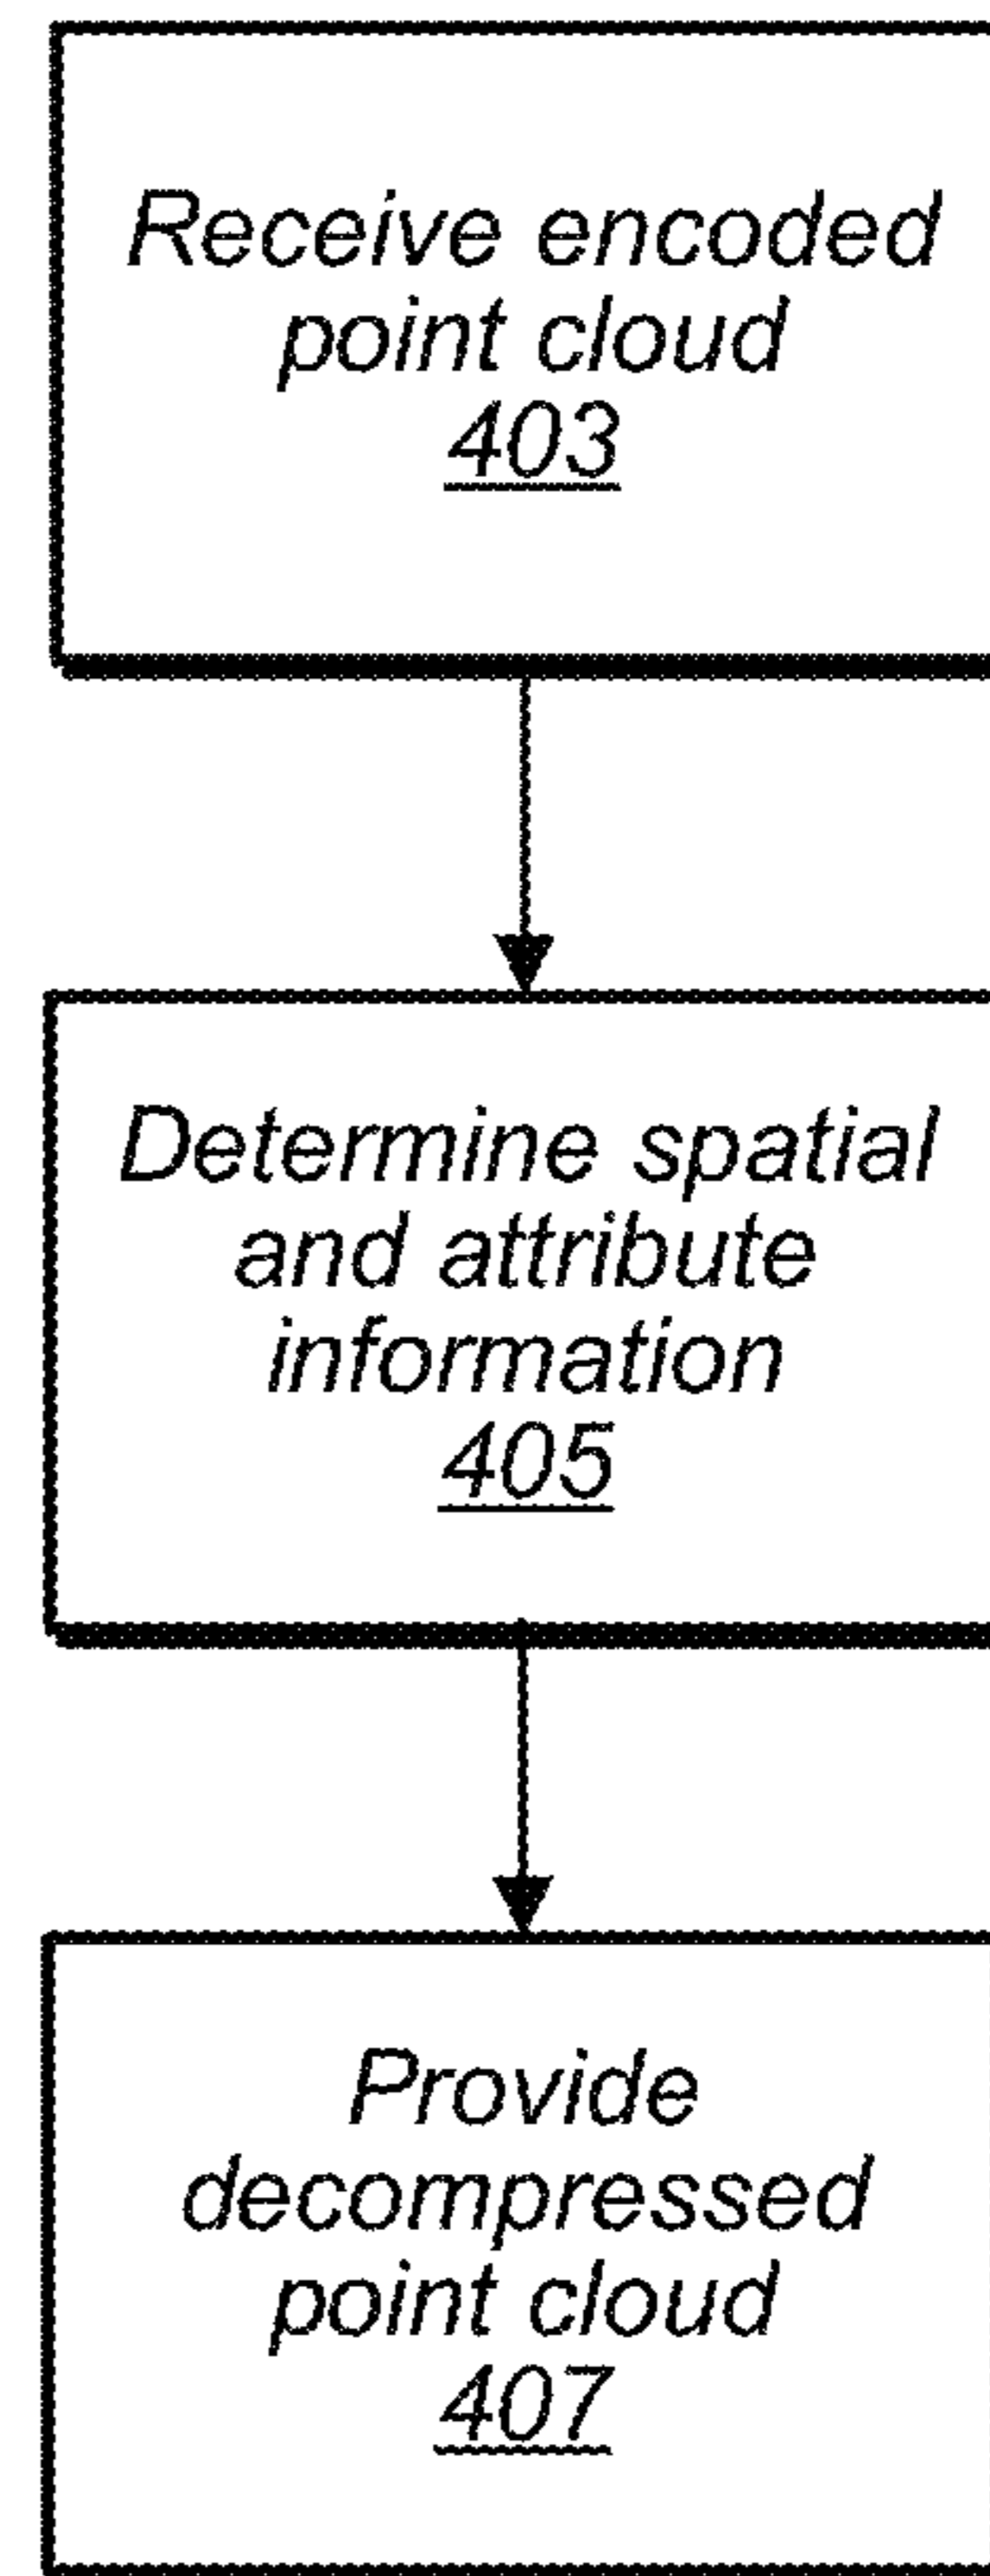 Receive encoded
point cloud
403
Determine spatial
and attribute
information
405
Provide
decompressed
point cloud
407